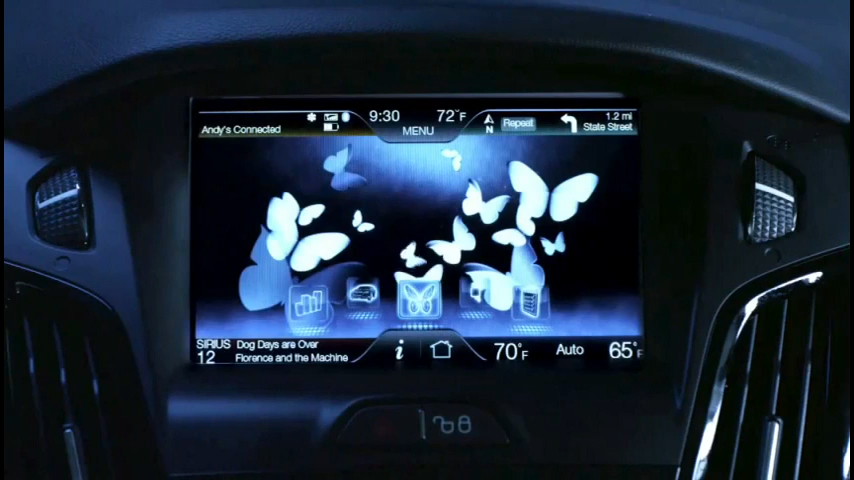 9:30 72°F 1.2 mi
Andy's Connected MENU N Repeat State Street
SIRIUS Dog Days are Over
12 Florence and the Machine i 70°F Auto 65°F